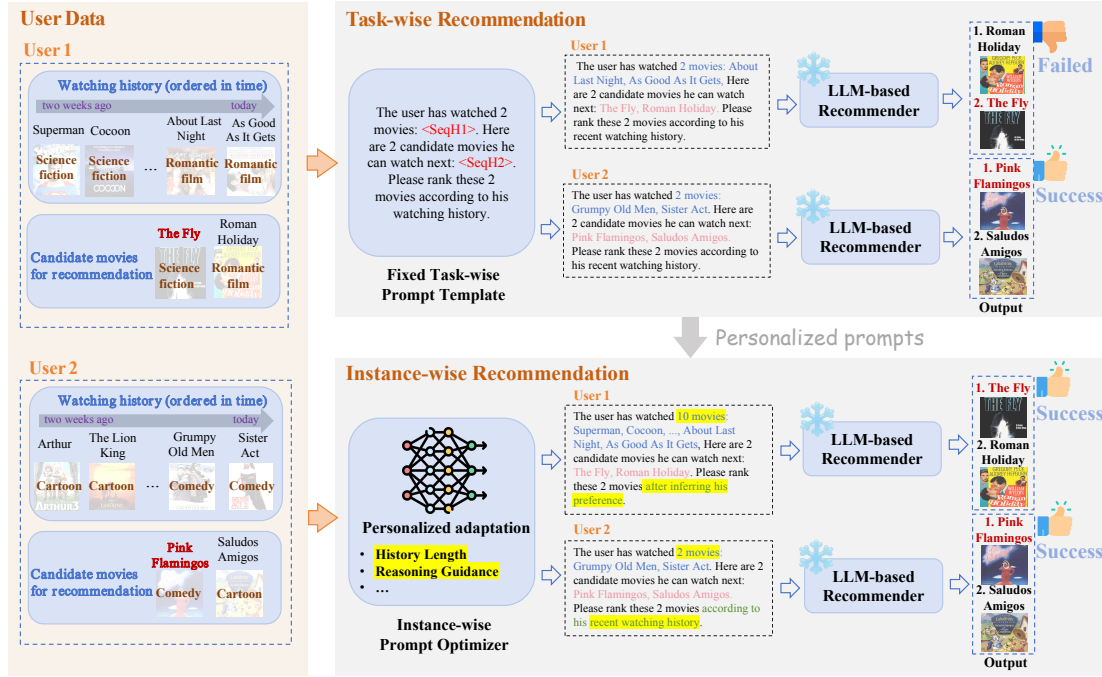 User Data
User 1
Watching history (ordered in time)
two weeks ago
today
Superman
Cocoon
About Last
Night
As Good
As It Gets
Science
fiction
Science
fiction
COCOON
...
Romantic
film
Romantic
film
Candidate movies
for recommendation
The Fly
Roman
Holiday
THE FLY
Science
fiction
Romantic
film
User 2
Watching history (ordered in time)
two weeks ago
today
Arthur
The Lion
King
Grumpy
Old Men
Sister
Act
Cartoon
Cartoon
...
Comedy
Comedy
ARTHUR3
Candidate movies
for recommendation
Pink
Flamingos
Saludos
Amigos
Comedy
Cartoon
Task-wise Recommendation
The user has watched 2
movies: <SeqH1>. Here
are 2 candidate movies he
can watch next: <SeqH2>.
Please rank these 2
movies according to his
watching history.
Fixed Task-wise
Prompt Template
User 1
The user has watched 2 movies: About
Last Night, As Good As It Gets, Here
are 2 candidate movies he can watch
next: The Fly, Roman Holiday. Please
rank these 2 movies according to his
recent watching history.
LLM-based
Recommender
1. Roman
Holiday
GREGORY PECK
AUDREY HEPBURN
2. The Fly
THE FLY
Failed
User 2
The user has watched 2 movies:
Grumpy Old Men, Sister Act. Here are
2 candidate movies he can watch next:
Pink Flamingos, Saludos Amigos.
Please rank these 2 movies according to
his recent watching history.
LLM-based
Recommender
1. Pink
Flamingos
2. Saludos
Amigos
Success
Output
Personalized prompts
Instance-wise Recommendation
Personalized adaptation
• History Length
• Reasoning Guidance
• ...
Instance-wise
Prompt Optimizer
User 1
The user has watched 10 movies:
Superman, Cocoon, ..., About Last
Night, As Good As It Gets, Here are 2
candidate movies he can watch next:
The Fly, Roman Holiday. Please rank
these 2 movies after inferring his
preference.
LLM-based
Recommender
1. The Fly
THE FLY
2. Roman
Holiday
GREGORY PECK
AUDREY HEPBURN
Success
User 2
The user has watched 2 movies:
Grumpy Old Men, Sister Act. Here are 2
candidate movies he can watch next:
Pink Flamingos, Saludos Amigos.
Please rank these 2 movies according to
his recent watching history.
LLM-based
Recommender
1. Pink
Flamingos
2. Saludos
Amigos
Success
Output